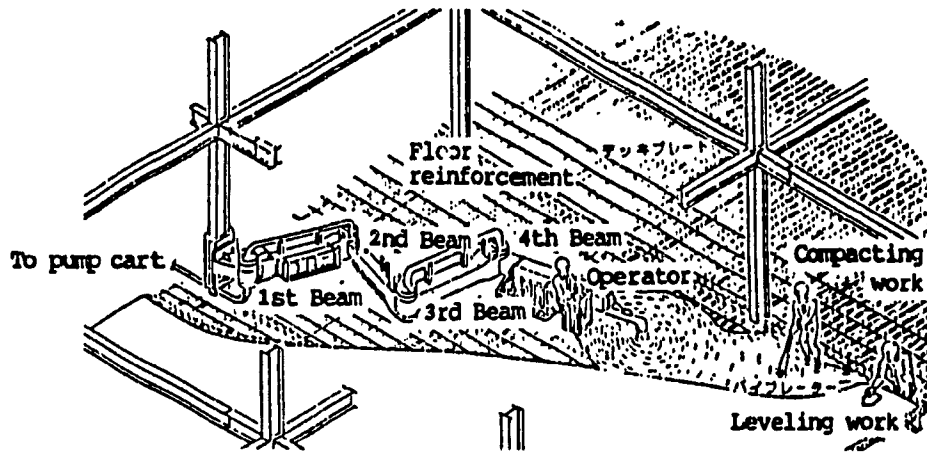 Floor
reinforcement
デッキプレート
2nd Beam
4th Beam
To pump cart
Operator
Compacting
work
1st Beam
3rd Beam
バイブレーター
Leveling work